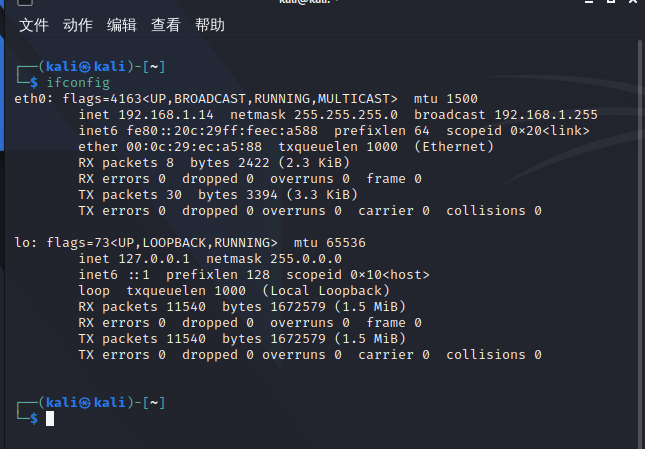 文件 动作 编辑 查看 帮助
┌──(kali㉿kali)-[~]
└─$ ifconfig
eth0: flags=4163<UP,BROADCAST,RUNNING,MULTICAST>  mtu 1500
        inet 192.168.1.14  netmask 255.255.255.0  broadcast 192.168.1.255
        inet6 fe80::20c:29ff:feec:a588  prefixlen 64  scopeid 0×20<link>
        ether 00:0c:29:ec:a5:88  txqueuelen 1000  (Ethernet)
        RX packets 8  bytes 2422 (2.3 KiB)
        RX errors 0  dropped 0  overruns 0  frame 0
        TX packets 30  bytes 3394 (3.3 KiB)
        TX errors 0  dropped 0 overruns 0  carrier 0  collisions 0
lo: flags=73<UP,LOOPBACK,RUNNING>  mtu 65536
        inet 127.0.0.1  netmask 255.0.0.0
        inet6 ::1  prefixlen 128  scopeid 0×10<host>
        loop  txqueuelen 1000  (Local Loopback)
        RX packets 11540  bytes 1672579 (1.5 MiB)
        RX errors 0  dropped 0  overruns 0  frame 0
        TX packets 11540  bytes 1672579 (1.5 MiB)
        TX errors 0  dropped 0 overruns 0  carrier 0  collisions 0
┌──(kali㉿kali)-[~]
└─$